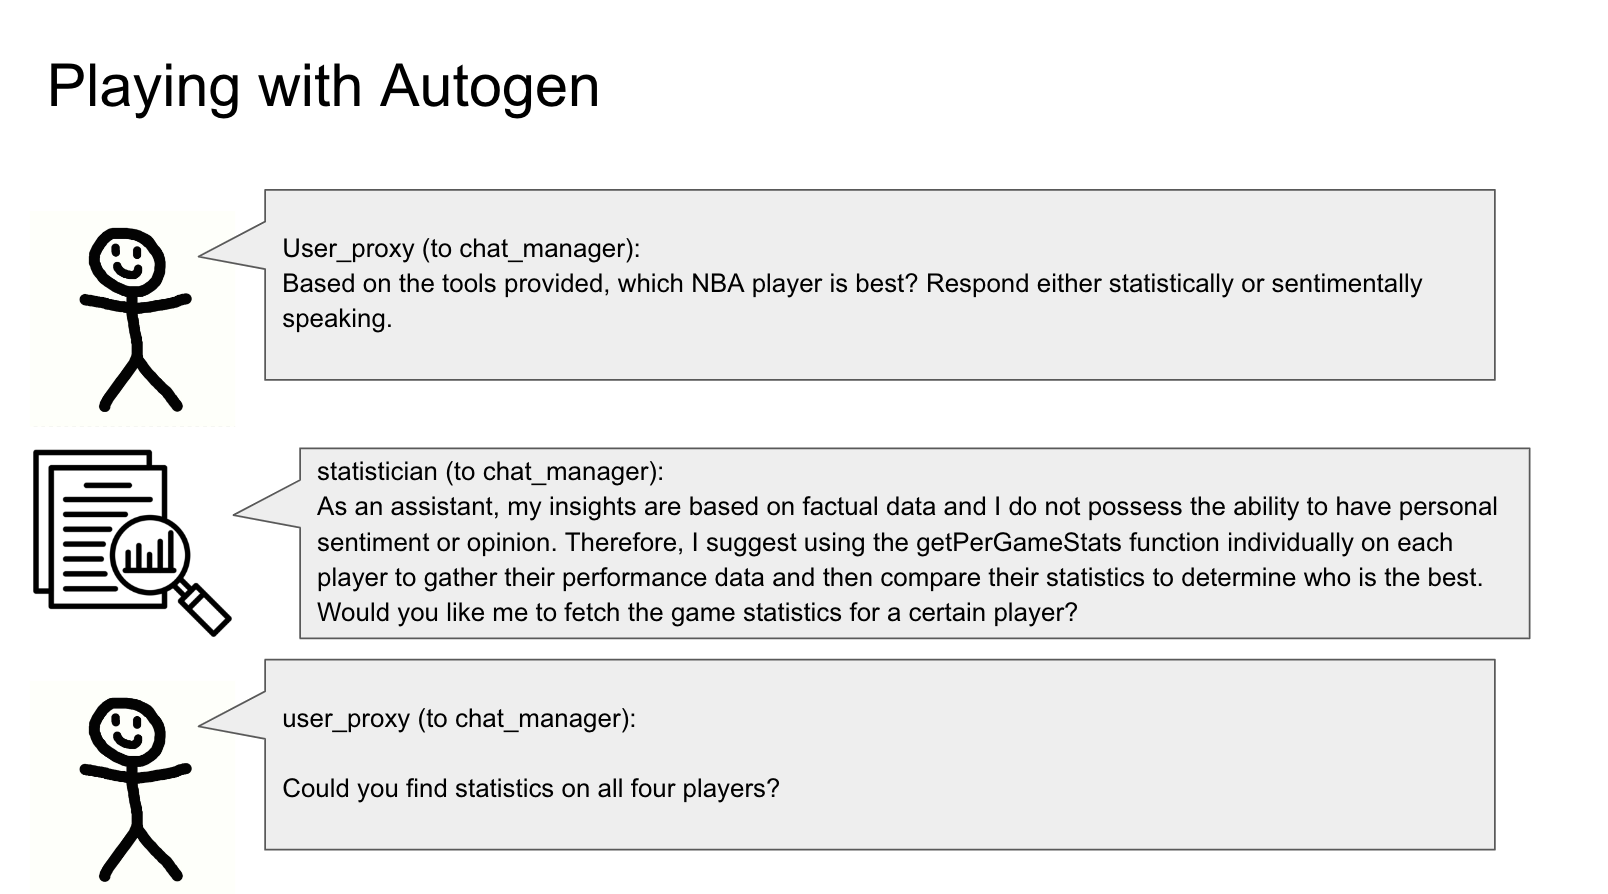 Playing with Autogen
User_proxy (to chat_manager):
Based on the tools provided, which NBA player is best? Respond either statistically or sentimentally
speaking.
statistician (to chat_manager):
As an assistant, my insights are based on factual data and I do not possess the ability to have personal
sentiment or opinion. Therefore, I suggest using the getPerGameStats function individually on each
player to gather their performance data and then compare their statistics to determine who is the best.
Would you like me to fetch the game statistics for a certain player?
user_proxy (to chat_manager):
Could you find statistics on all four players?